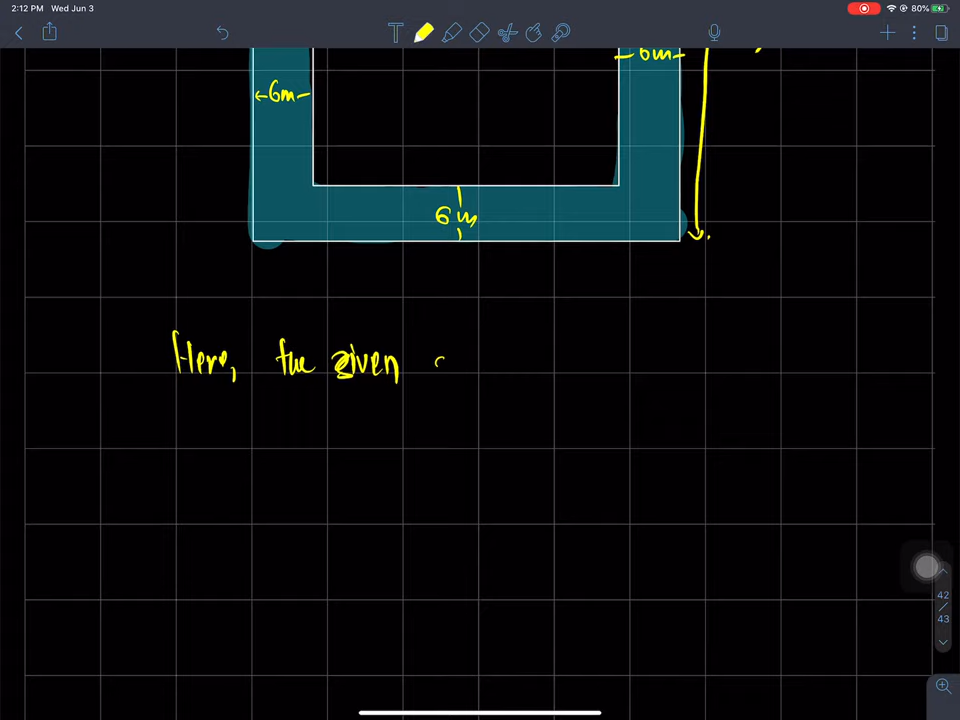 2:12 PM Wed Jun 3
80%
6m
6m
6m
Here, the given
42
/
43